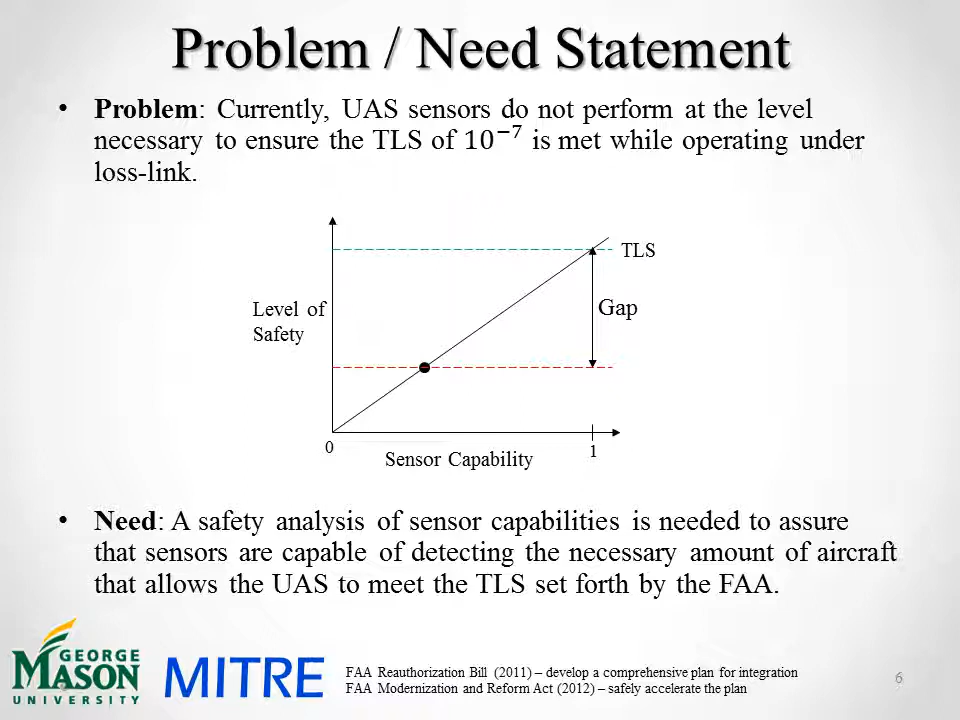 Problem / Need Statement
• Problem: Currently, UAS sensors do not perform at the level
necessary to ensure the TLS of 10⁻⁷ is met while operating under
loss-link.
TLS
Level of
Safety
Gap
0
1
Sensor Capability
• Need: A safety analysis of sensor capabilities is needed to assure
that sensors are capable of detecting the necessary amount of aircraft
that allows the UAS to meet the TLS set forth by the FAA.
GEORGE
MASON
UNIVERSITY
MITRE
FAA Reauthorization Bill (2011) – develop a comprehensive plan for integration
FAA Modernization and Reform Act (2012) – safely accelerate the plan
6